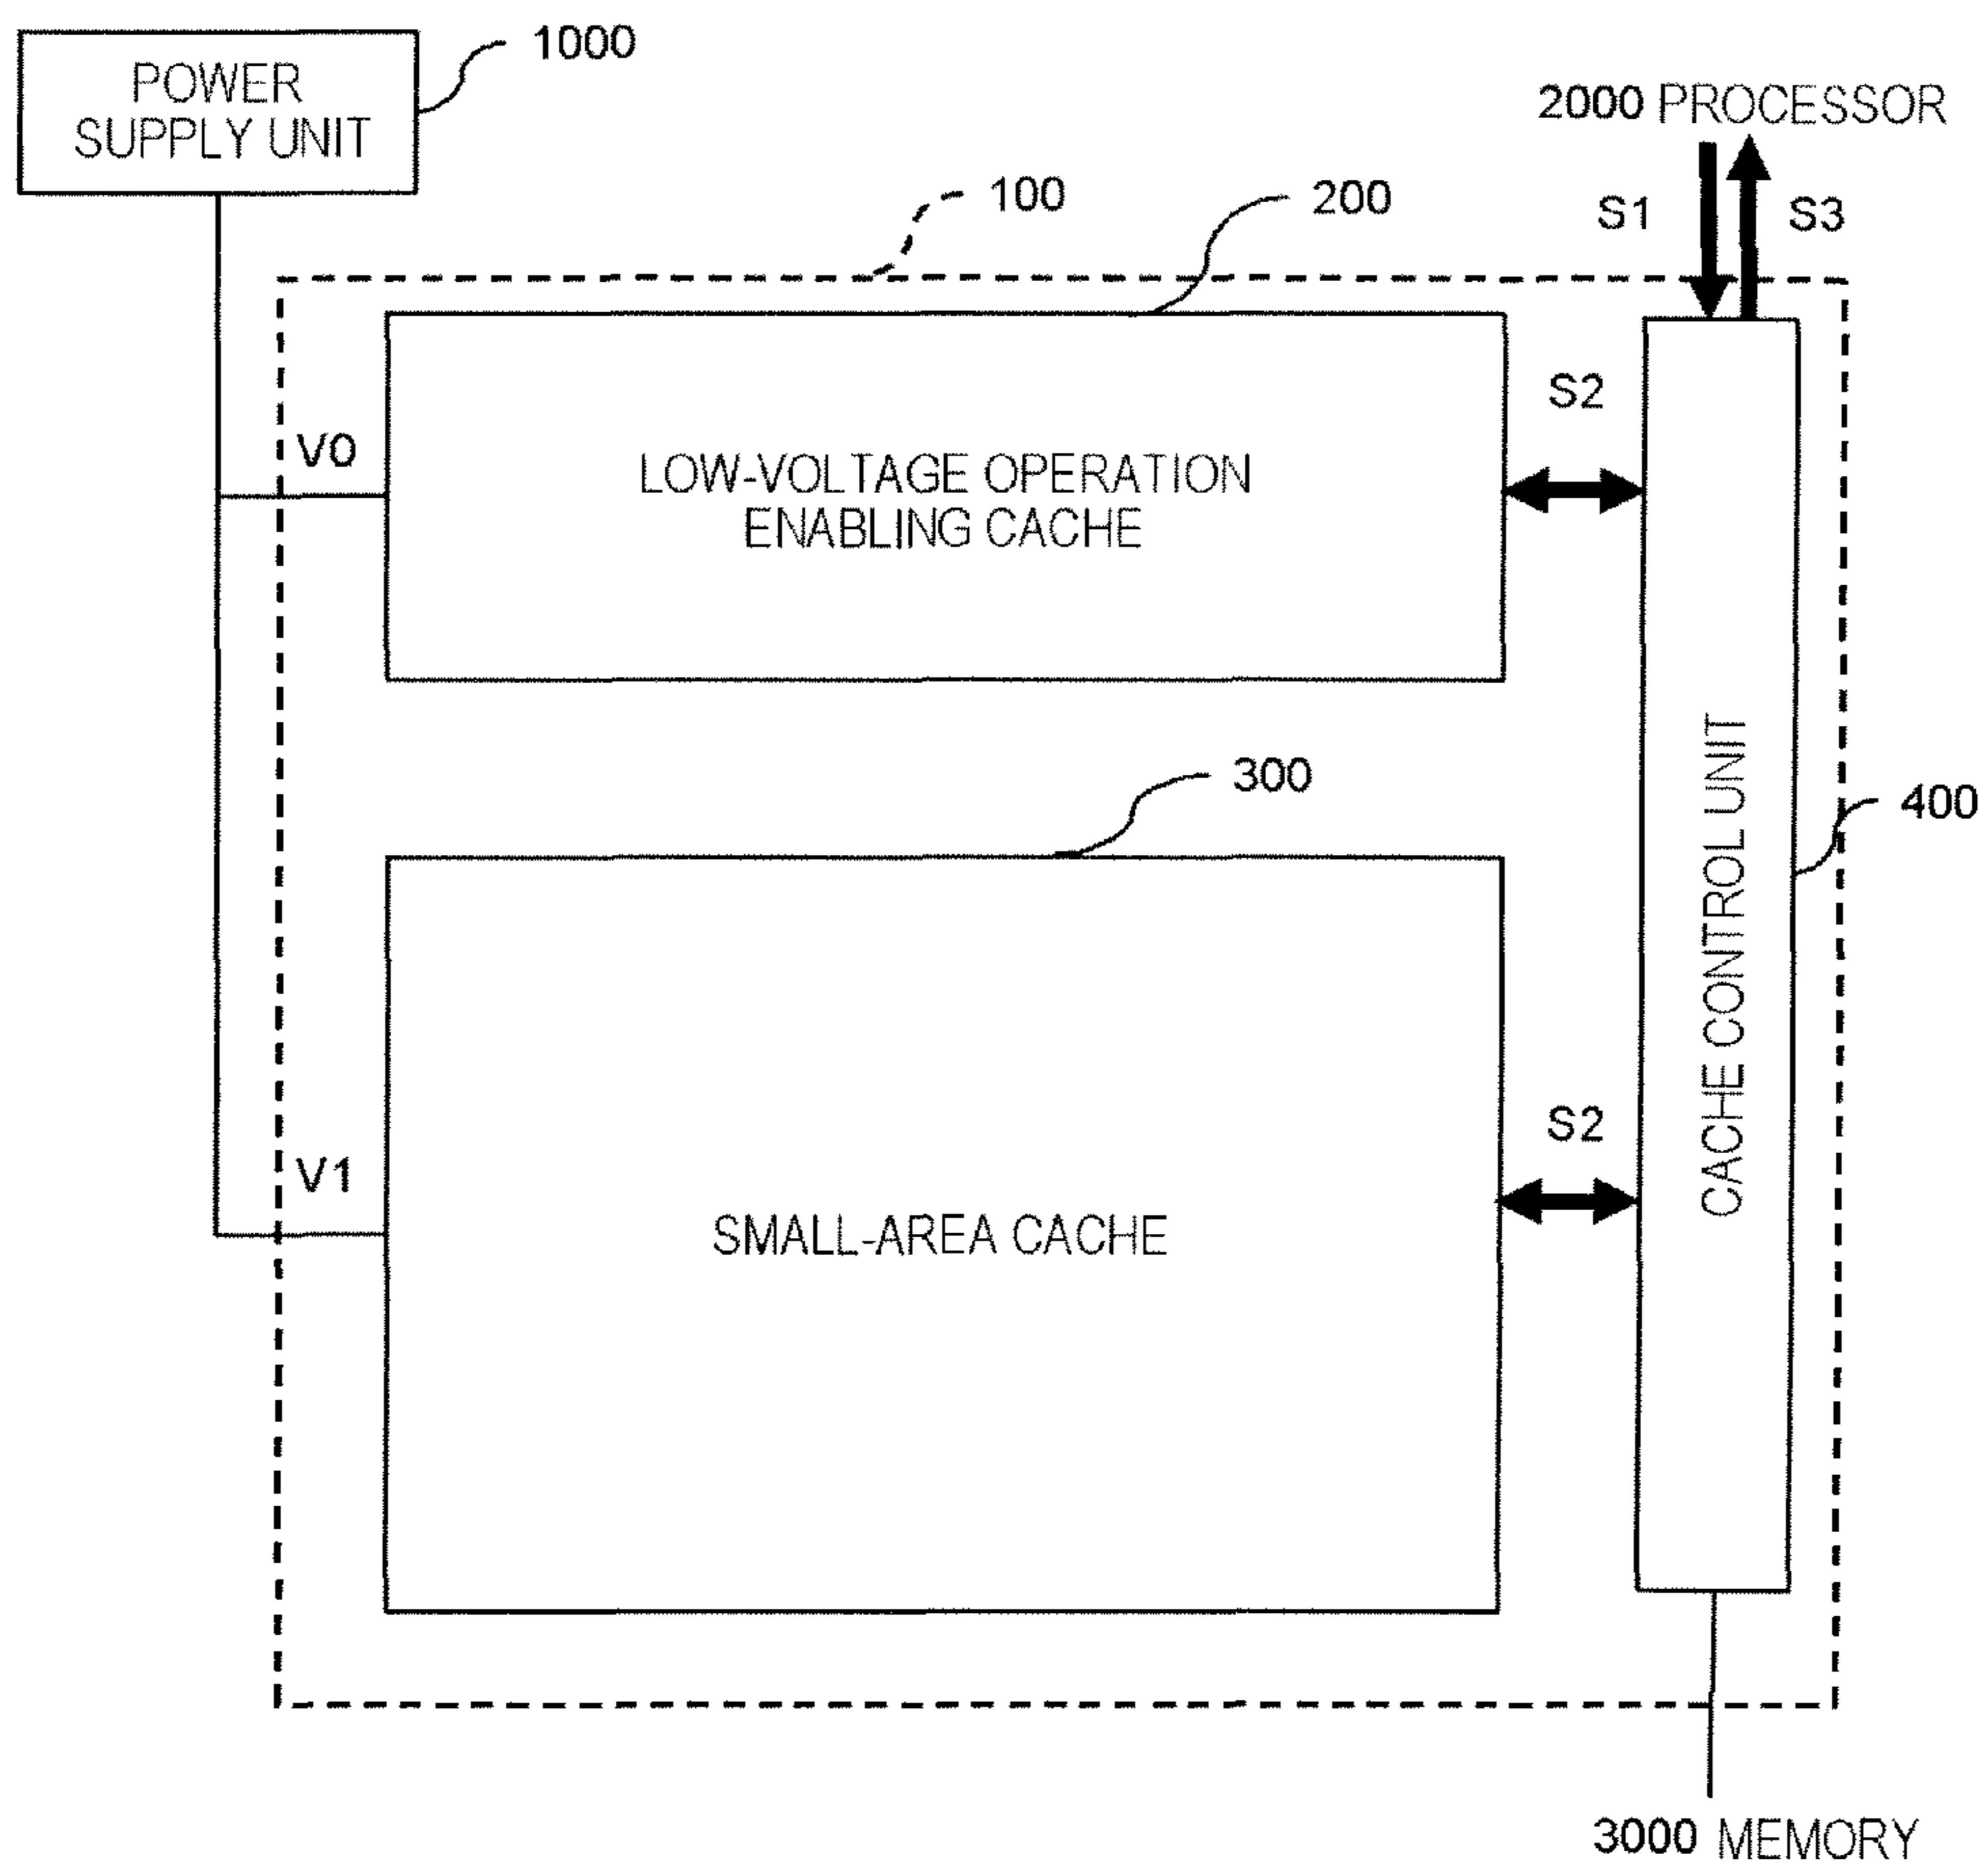 1000
POWER
SUPPLY UNIT
2000 PROCESSOR
100
200
S1
S3
V0
S2
LOW-VOLTAGE OPERATION
ENABLING CACHE
300
400
CACHE CONTROL UNIT
S2
V1
SMALL-AREA CACHE
3000 MEMORY